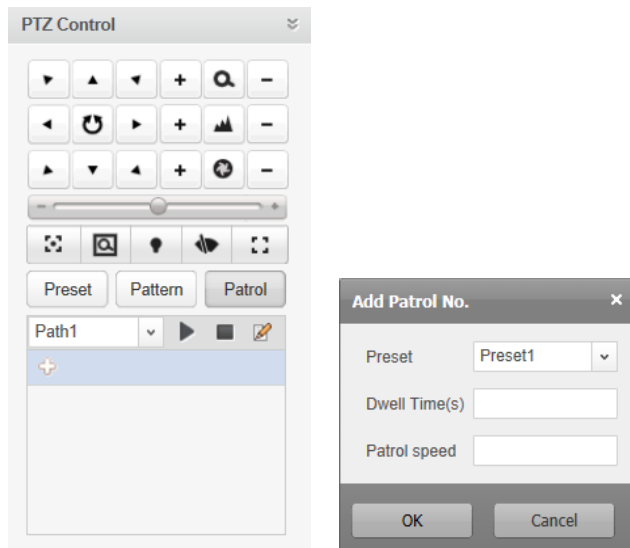 PTZ Control
Preset
Pattern
Patrol
Path1
Add Patrol No.
Preset
Preset1
Dwell Time(s)
Patrol speed
OK
Cancel